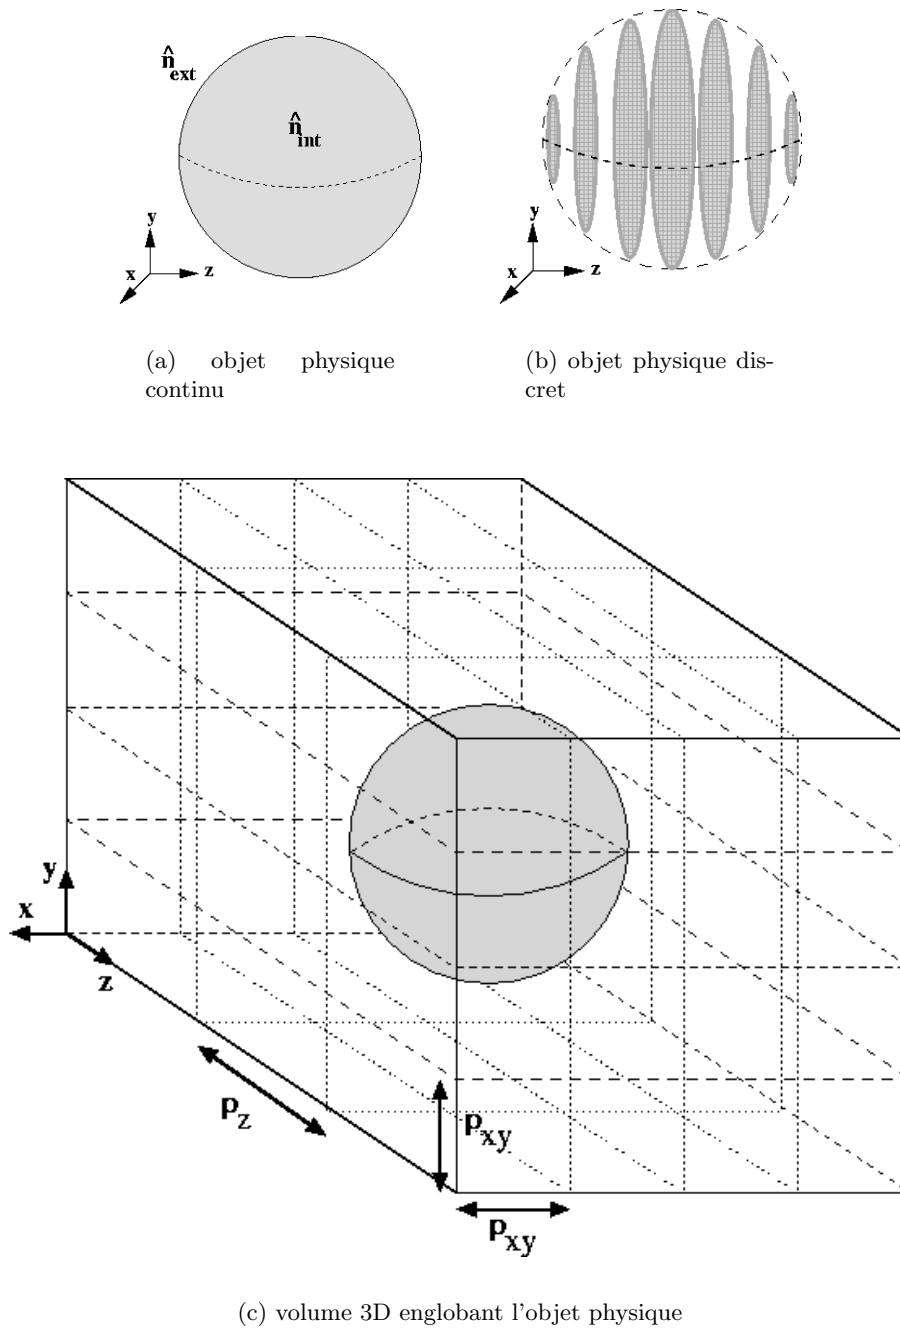 n̂ext
n̂int
y
x
z
y
x
z
(a) objet physique
continu
(b) objet physique dis-
cret
y
x
z
pz
pxy
pxy
(c) volume 3D englobant l'objet physique